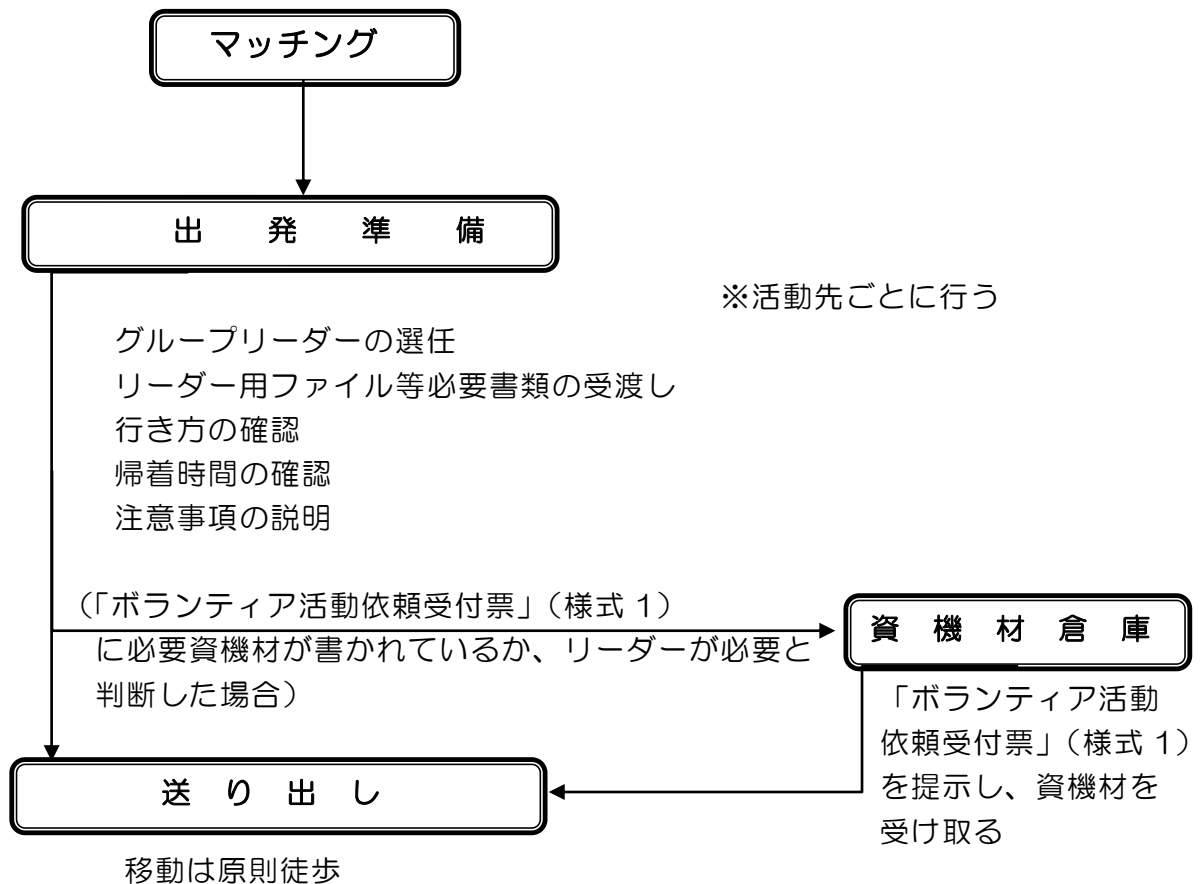 マッチング
出　発　準　備
※活動先ごとに行う
グループリーダーの選任
リーダー用ファイル等必要書類の受渡し
行き方の確認
帰着時間の確認
注意事項の説明
（「ボランティア活動依頼受付票」（様式 1）
に必要資機材が書かれているか、リーダーが必要と
判断した場合）
資　機　材　倉　庫
「ボランティア活動
依頼受付票」（様式 1）
を提示し、資機材を
受け取る
送　り　出　し
移動は原則徒歩